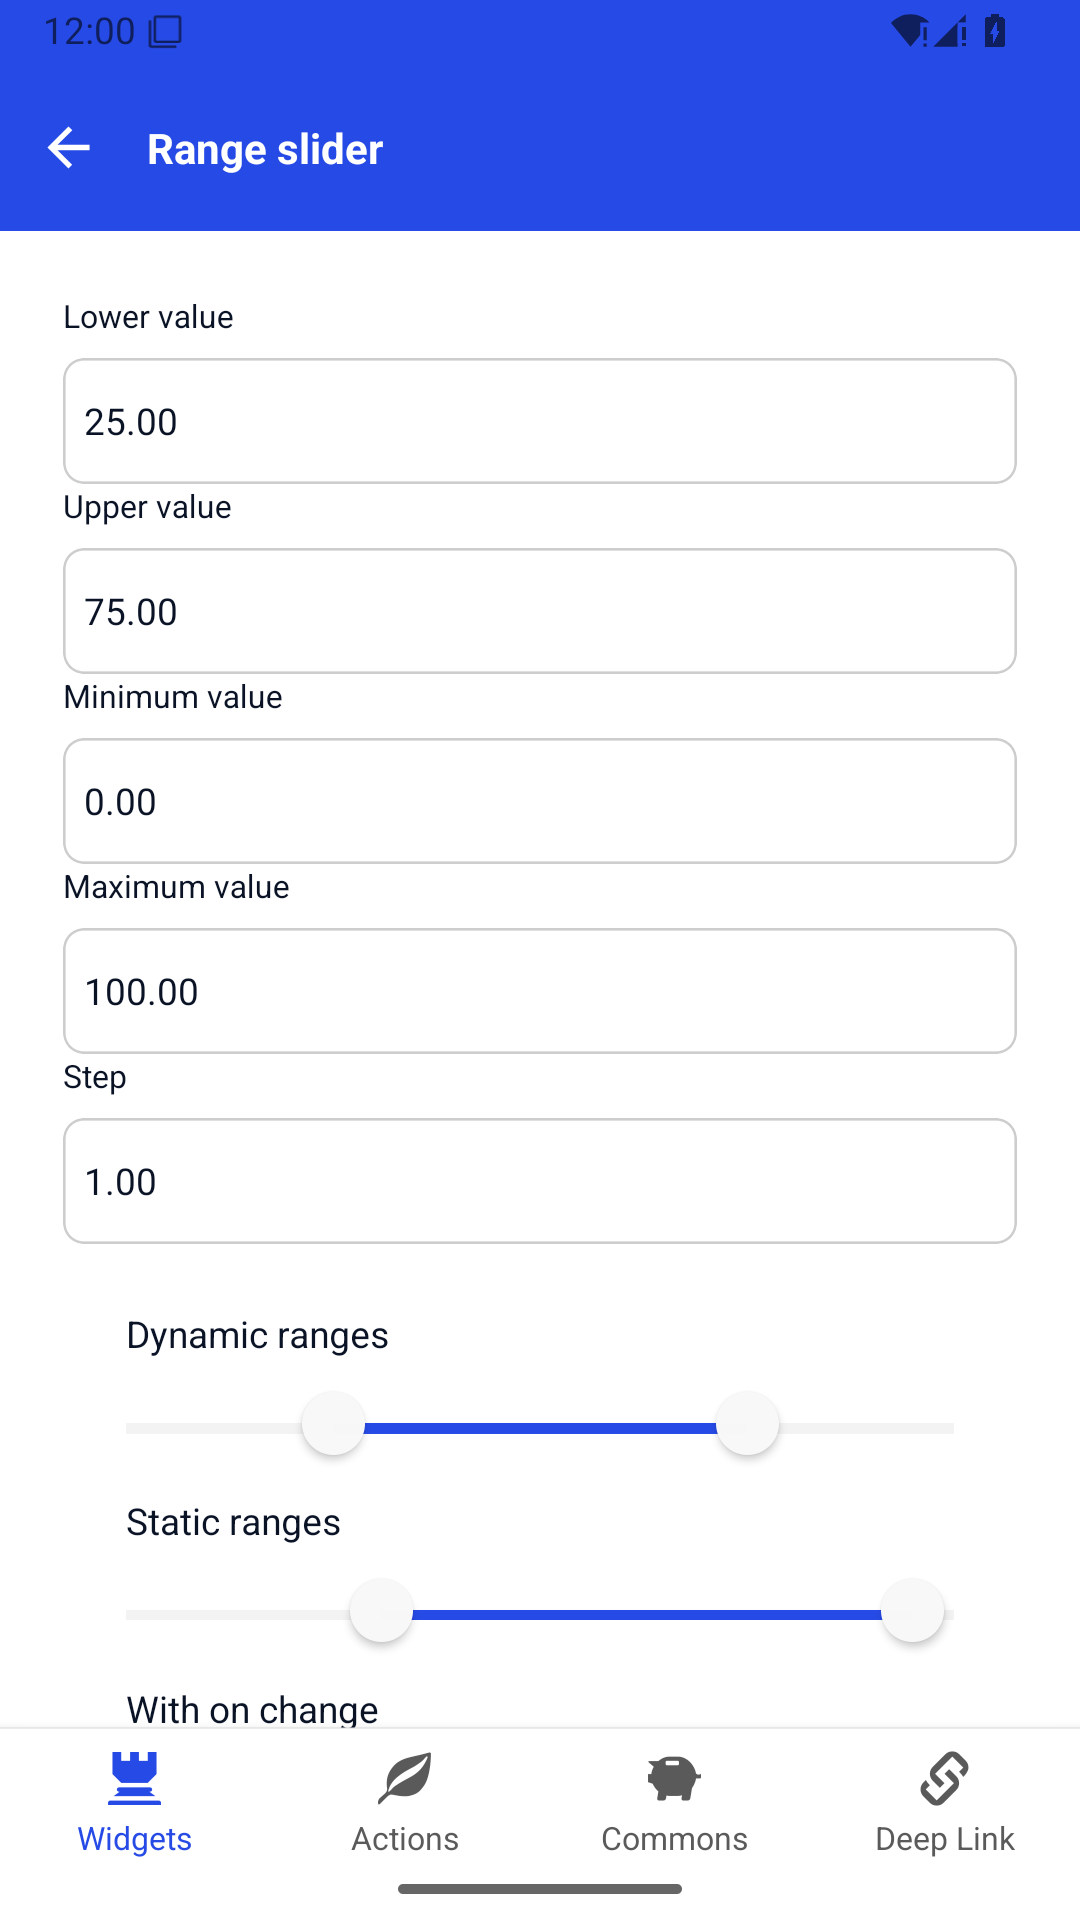 12:00
Range slider
Lower value
25.00
Upper value
75.00
Minimum value
0.00
Maximum value
100.00
Step
1.00
Dynamic ranges
Static ranges
With on change
Widgets
Actions
Commons
Deep Link